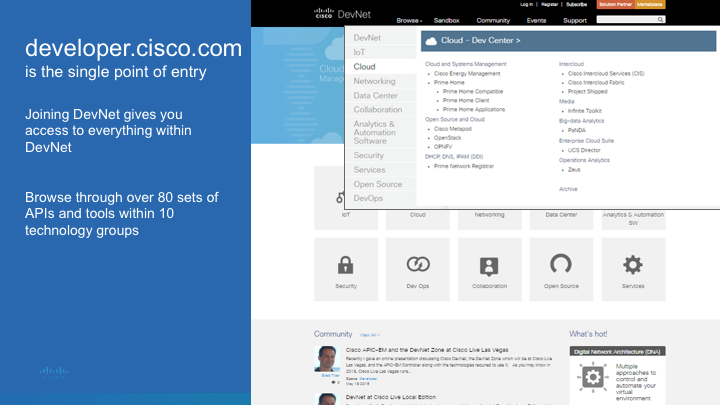 developer.cisco.com
is the single point of entry
Joining DevNet gives you
access to everything within
DevNet
Browse through over 80 sets of
APIs and tools within 10
technology groups
CISCO
Log in | Register | Subscribe
Solution Partner Marketplace
CISCO DevNet
Browse Sandbox Community Events Support
DevNet
IoT
Cloud
Networking
Data Center
Collaboration
Analytics &
Automation
Software
Security
Services
Open Source
DevOps
Cloud - Dev Center >
Cloud and Systems Management
Cisco Energy Management
Prime Home
Prime Home Compatible
Prime Home Client
Prime Home Applications
Open Source and Cloud
Cisco Metapod
OpenStack
OPNFV
DHCP, DNS, IPAM (DDI)
Prime Network Registrar
Intercloud
Cisco Intercloud Services (CIS)
Cisco Intercloud Fabric
Project Shipped
Media
Infinite Toolkit
Big-data Analytics
PaNDA
Enterprise Cloud Suite
UCS Director
Operations Analytics
Zeus
Archive
Cloud
IoT Cloud Networking Data Center Analytics & Automation
SW
Security Dev Ops Collaboration Open Source Services
Community View All >
Cisco APIC-EM and the DevNet Zone at Cisco Live Las Vegas
Recently I gave an online presentation discussing Cisco DevNet, the DevNet Zone which will be at Cisco Live
Las Vegas, and the APIC-EM Controller along with the technologies required to use it. As you may know in
2016, Cisco Live Las Vegas runs...
Source: Developer
May 18 2016
DevNet at Cisco Live Local Edition
What's hot!
Digital Network Architecture (DNA)
Multiple
approaches to
control and
automate your
virtual
environment